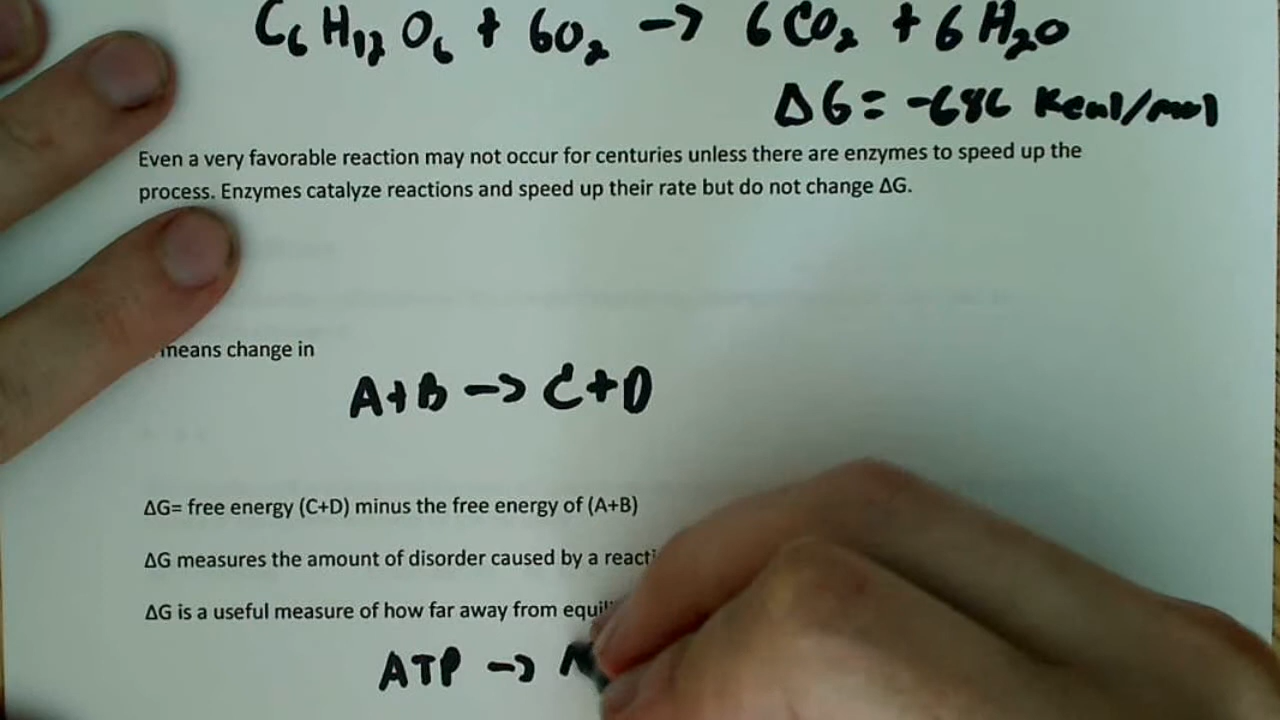 C₆H₁₂O₆ + 6O₂ → 6CO₂ + 6H₂O
ΔG = -686 Kcal/mol
Even a very favorable reaction may not occur for centuries unless there are enzymes to speed up the
process. Enzymes catalyze reactions and speed up their rate but do not change ΔG.
means change in
A+B → C+D
ΔG= free energy (C+D) minus the free energy of (A+B)
ΔG measures the amount of disorder caused by a reacti
ΔG is a useful measure of how far away from equili
ATP →